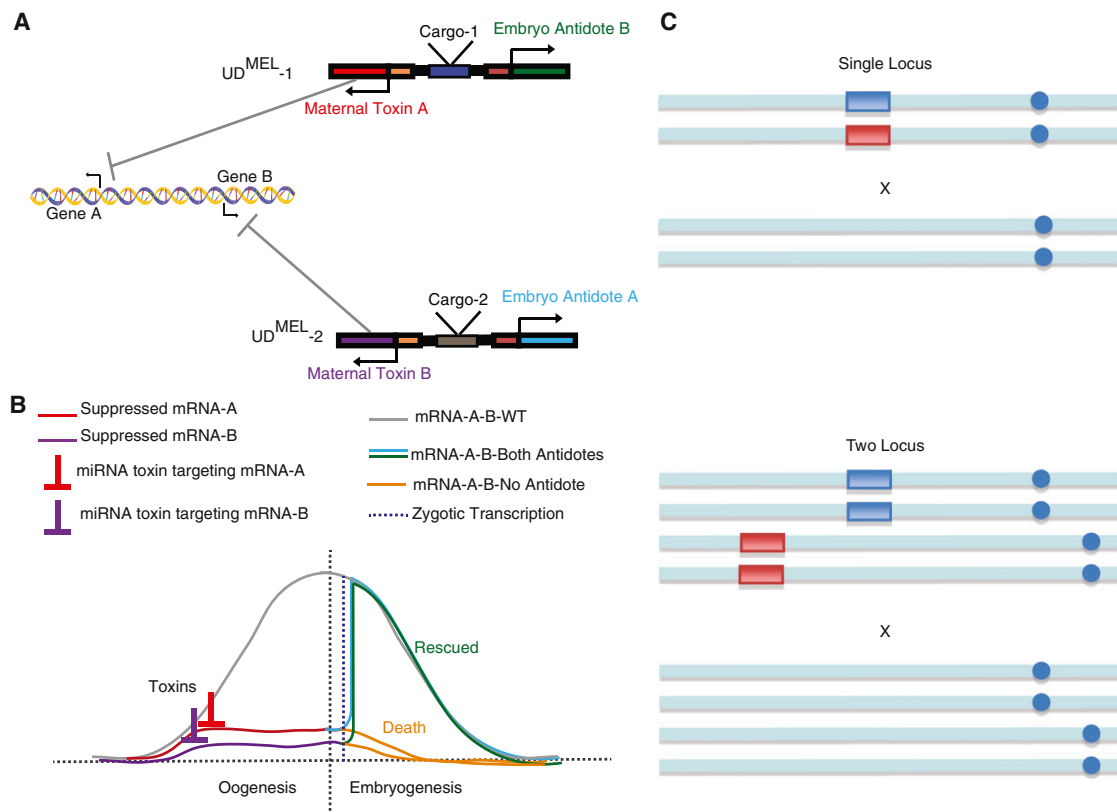 A
Cargo-1
Embryo Antidote B
UD^MEL-1
Maternal Toxin A
Gene B
Gene A
Cargo-2
Embryo Antidote A
UD^MEL-2
Maternal Toxin B
B
Suppressed mRNA-A
Suppressed mRNA-B
miRNA toxin targeting mRNA-A
miRNA toxin targeting mRNA-B
mRNA-A-B-WT
mRNA-A-B-Both Antidotes
mRNA-A-B-No Antidote
Zygotic Transcription
Rescued
Toxins
Death
Oogenesis
Embryogenesis
C
Single Locus
X
Two Locus
X